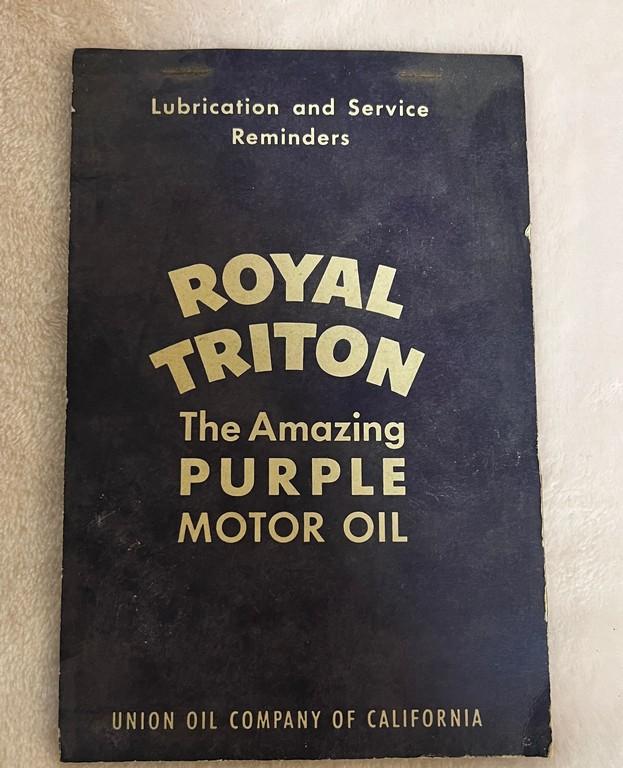 Lubrication and Service
Reminders
ROYAL
TRITON
The Amazing
PURPLE
MOTOR OIL
UNION OIL COMPANY OF CALIFORNIA